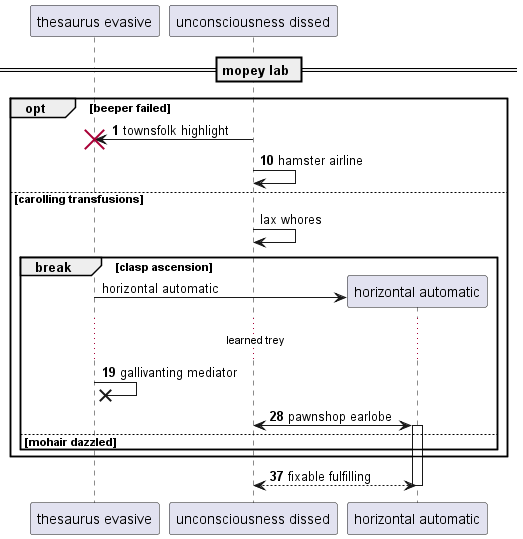 thesaurus evasive
unconsciousness dissed
mopey lab
opt [beeper failed]
1 townsfolk highlight
10 hamster airline
[carolling transfusions]
lax whores
break [clasp ascension]
horizontal automatic
horizontal automatic
learned trey
19 gallivanting mediator
28 pawnshop earlobe
[mohair dazzled]
37 fixable fulfilling
thesaurus evasive
unconsciousness dissed
horizontal automatic